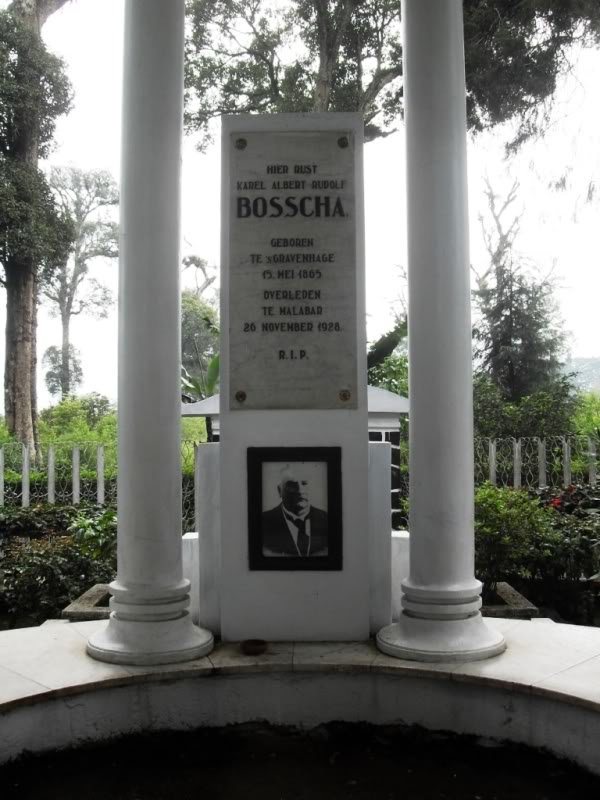 HIER RUST
KAREL ALBERT RUDOLF
BOSSCHA.
GEBOREN
TE 'sGRAVENHAGE
15. MEI 1865
OVERLEDEN
TE MALABAR
26 NOVEMBER 1928.
R.I.P.